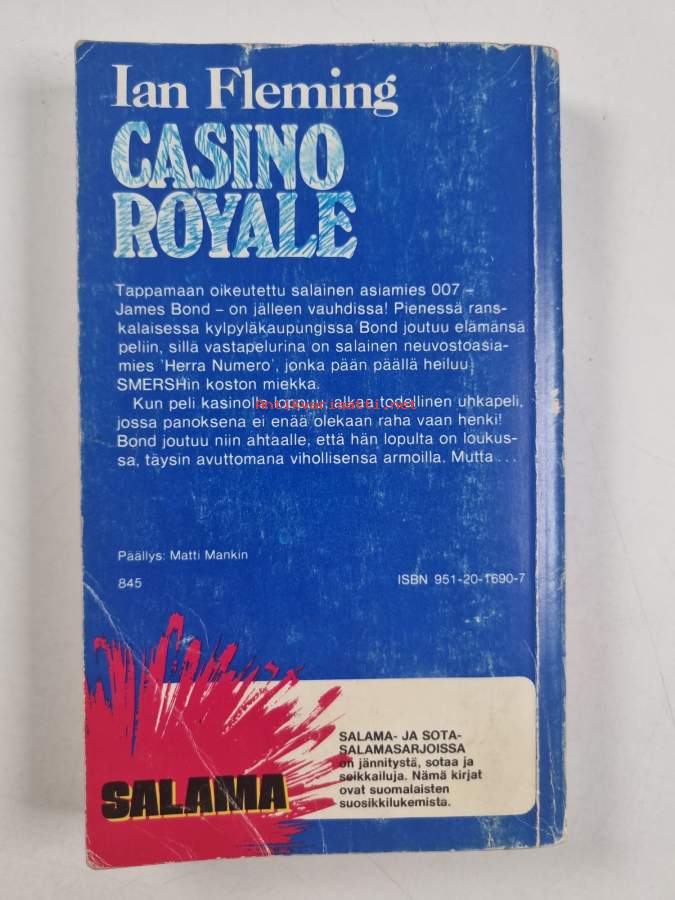 Ian Fleming
CASINO
ROYALE
Tappamaan oikeutettu salainen asiamies 007 –
James Bond – on jälleen vauhdissa! Pienessä rans-
kalaisessa kylpyläkaupungissa Bond joutuu elämänsä
peliin, sillä vastapelurina on salainen neuvostoasia-
mies 'Herra Numero', jonka pään päällä heiluu
SMERSHin koston miekka.
Kun peli kasinolla loppuu, alkaa todellinen uhkapeli,
antikvariaatti.net
jossa panoksena ei enää olekaan raha vaan henki!
Bond joutuu niin ahtaalle, että hän lopulta on loukus-
sa, täysin avuttomana vihollisensa armoilla. Mutta...
Päällys: Matti Mankin
845
ISBN 951-20-1690-7
SALAMA- JA SOTA-
SALAMASARJOISSA
on jännitystä, sotaa ja
seikkailuja. Nämä kirjat
ovat suomalaisten
suosikkilukemista.
SALAMA